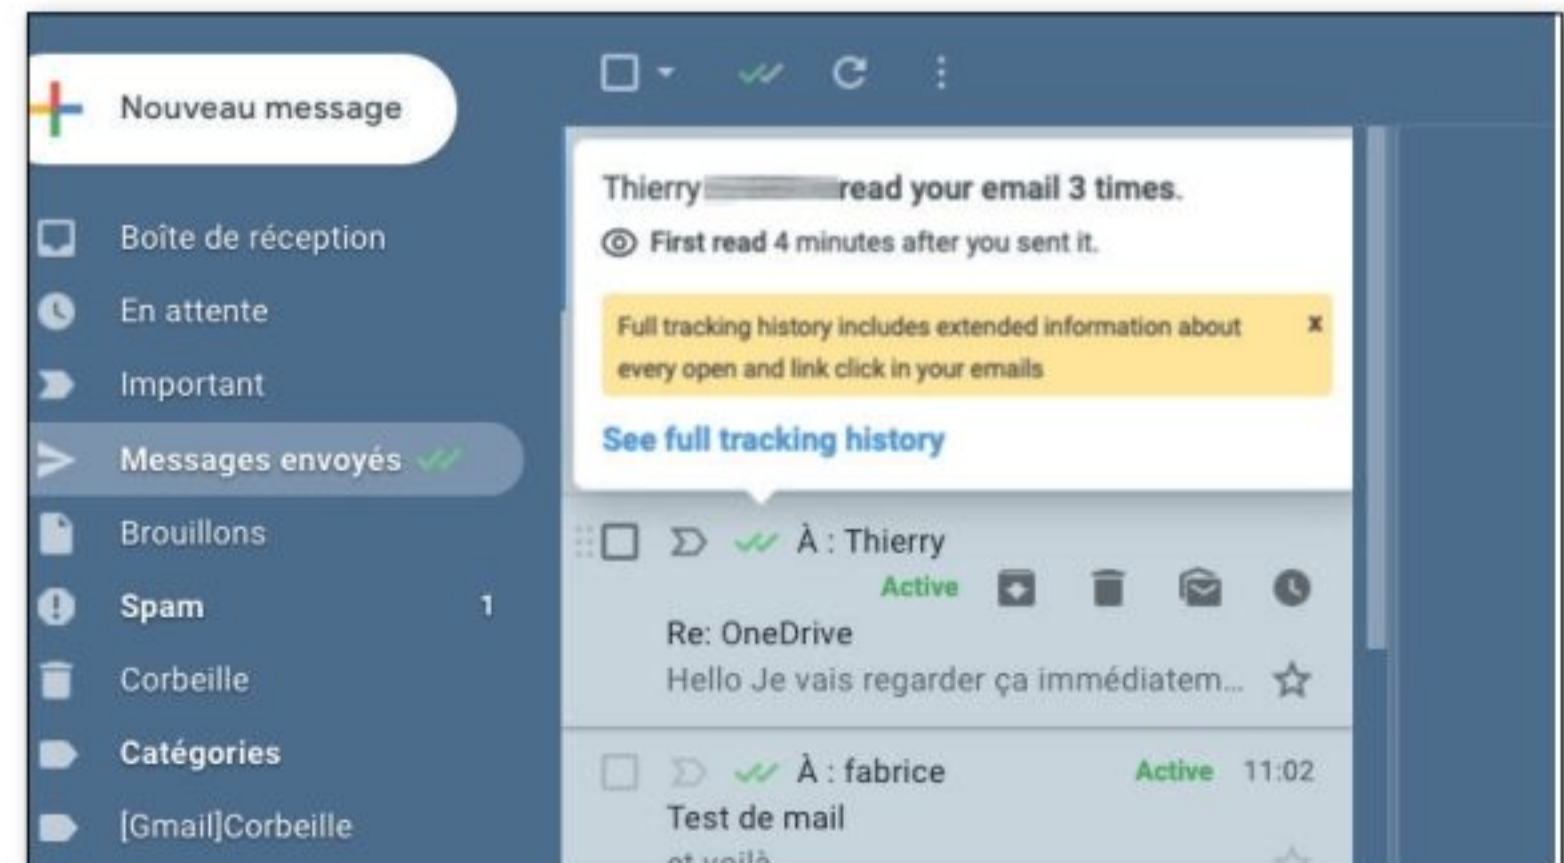 Nouveau message
Boîte de réception
En attente
Important
Messages envoyés
Brouillons
Spam 1
Corbeille
Catégories
[Gmail]Corbeille
Thierry read your email 3 times.
First read 4 minutes after you sent it.
Full tracking history includes extended information about x
every open and link click in your emails
See full tracking history
À : Thierry
Active
Re: OneDrive
Hello Je vais regarder ça immédiatem...
À : fabrice Active 11:02
Test de mail
et voilà